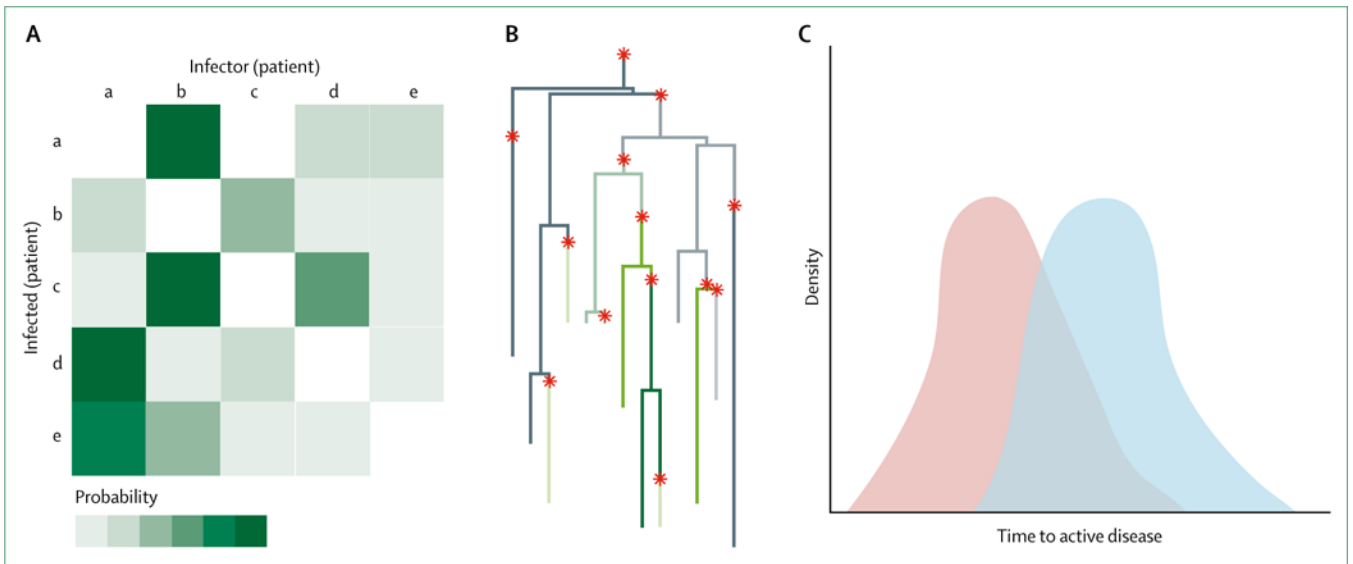 A
Infector (patient)
a b c d e
Infected (patient)
a
b
c
d
e
Probability
B
C
Density
Time to active disease